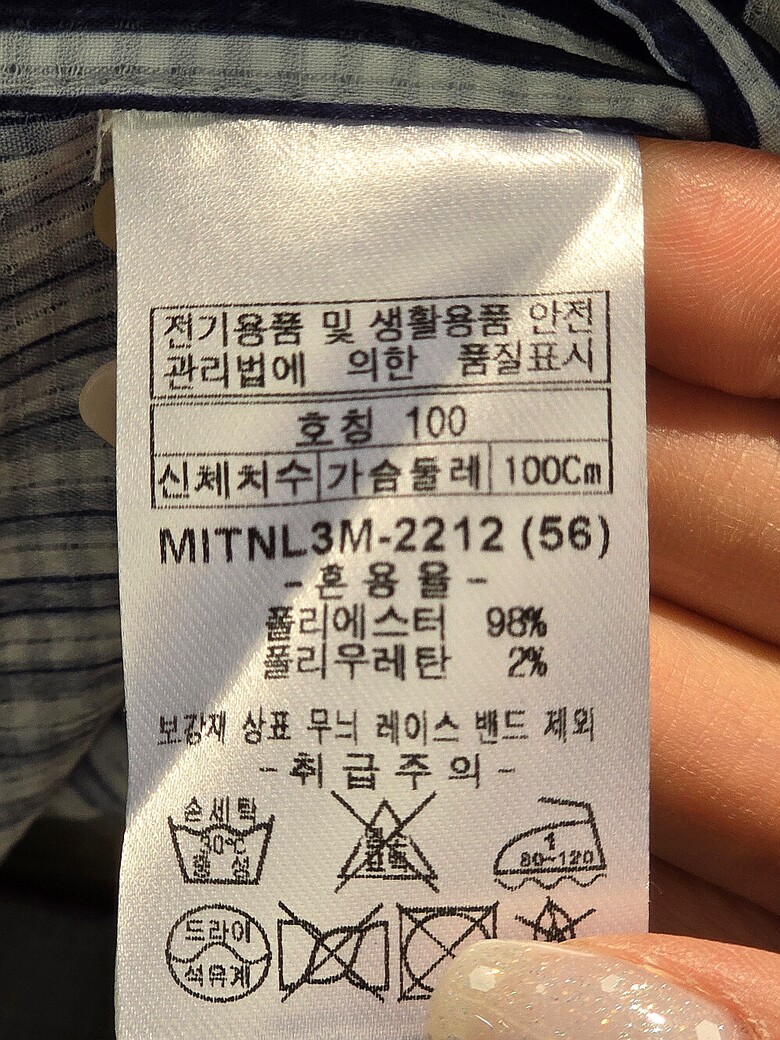 전기용품 및 생활용품 안전
관리법에 의한 품질표시
호칭 100
신체치수 가슴둘레 100Cm
MITNL3M-2212 (56)
-혼용율-
폴리에스터 98%
폴리우레탄 2%
보강재 상표 무늬 레이스 밴드 제외
-취급주의-
손세탁
30℃
중성
1
80~120
드라이
석유계